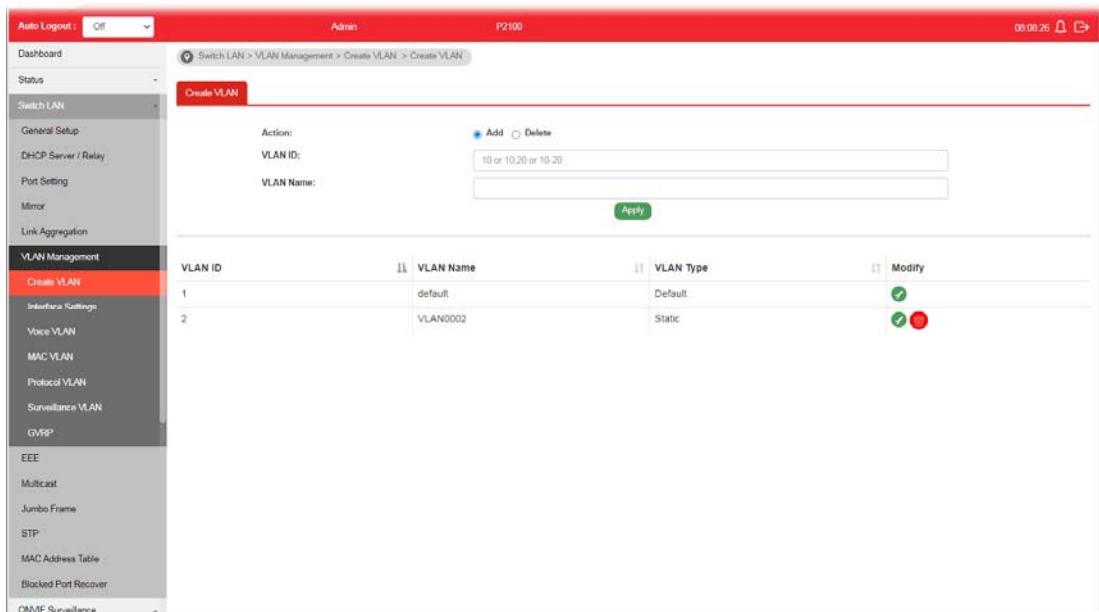 Auto Logout : Off Admin P2100 08:08:26
Dashboard
Status
Switch LAN
General Setup
DHCP Server / Relay
Port Setting
Mirror
Link Aggregation
VLAN Management
Create VLAN
Interface Settings
Voice VLAN
MAC VLAN
Protocol VLAN
Surveillance VLAN
GVRP
EEE
Multicast
Jumbo Frame
STP
MAC Address Table
Blocked Port Recover
ONVIF Surveillance
Switch LAN > VLAN Management > Create VLAN > Create VLAN
Create VLAN
Action: Add Delete
VLAN ID: 10 or 10,20 or 10-20
VLAN Name:
Apply
VLAN ID VLAN Name VLAN Type Modify
1 default Default
2 VLAN0002 Static